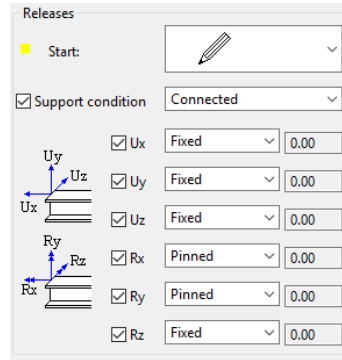 Releases
Start:
Support condition Connected
Ux Fixed 0.00
Uy Fixed 0.00
Uz Fixed 0.00
Rx Pinned 0.00
Ry Pinned 0.00
Rz Fixed 0.00
Uy
Uz
Ux
Ry
Rz
Rx